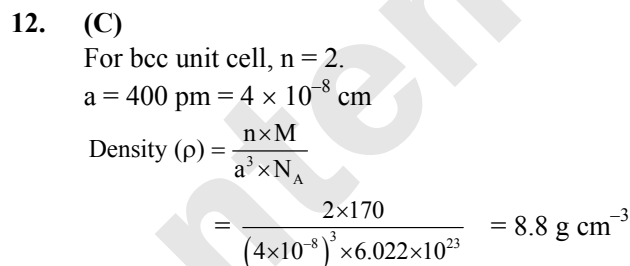 12. (C)
For bcc unit cell, n = 2.
a = 400 pm = 4 × 10⁻⁸ cm
Density (ρ) = n×M / a³×N_A
= 2×170 / (4×10⁻⁸)³×6.022×10²³ = 8.8 g cm⁻³